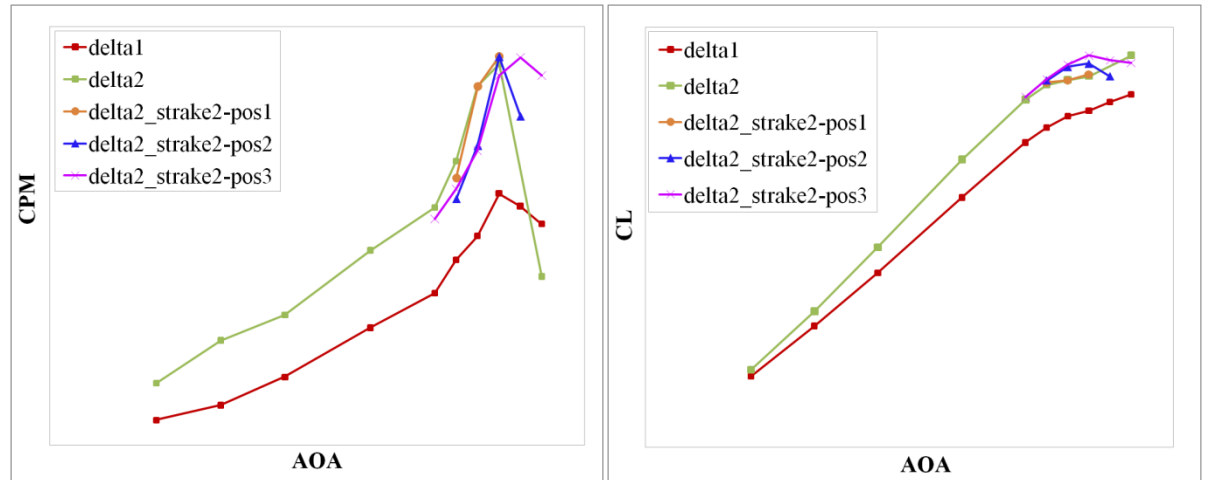 delta1
delta2
delta2_strake2-pos1
delta2_strake2-pos2
delta2_strake2-pos3
CPM
AOA
delta1
delta2
delta2_strake2-pos1
delta2_strake2-pos2
delta2_strake2-pos3
CL
AOA